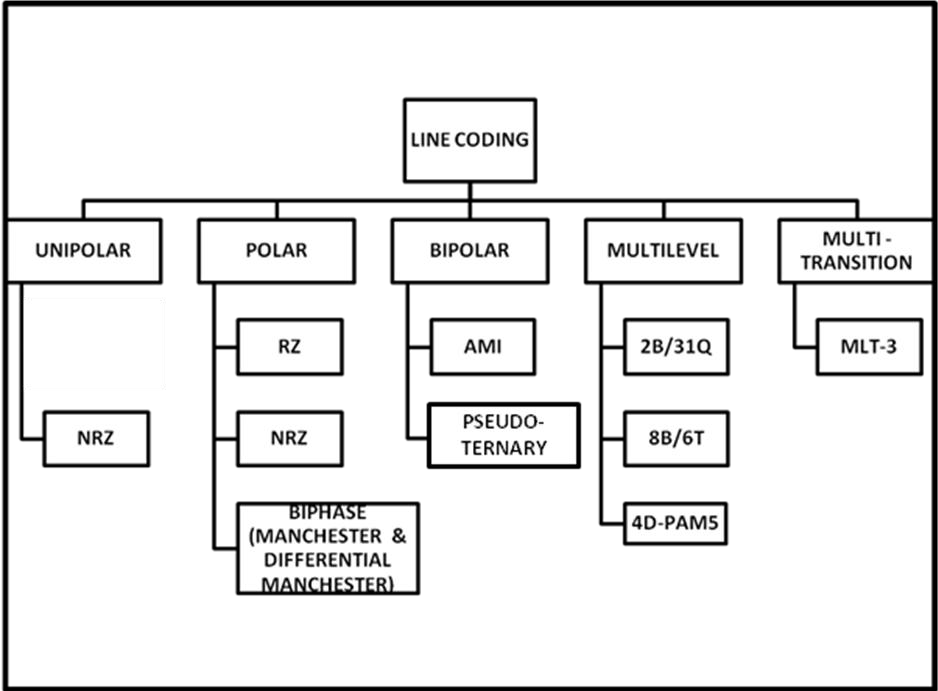 LINE CODING
UNIPOLAR
POLAR
BIPOLAR
MULTILEVEL
MULTI -
TRANSITION
RZ
AMI
2B/31Q
MLT-3
NRZ
NRZ
PSEUDO-
TERNARY
8B/6T
BIPHASE
(MANCHESTER &
DIFFERENTIAL
MANCHESTER)
4D-PAM5